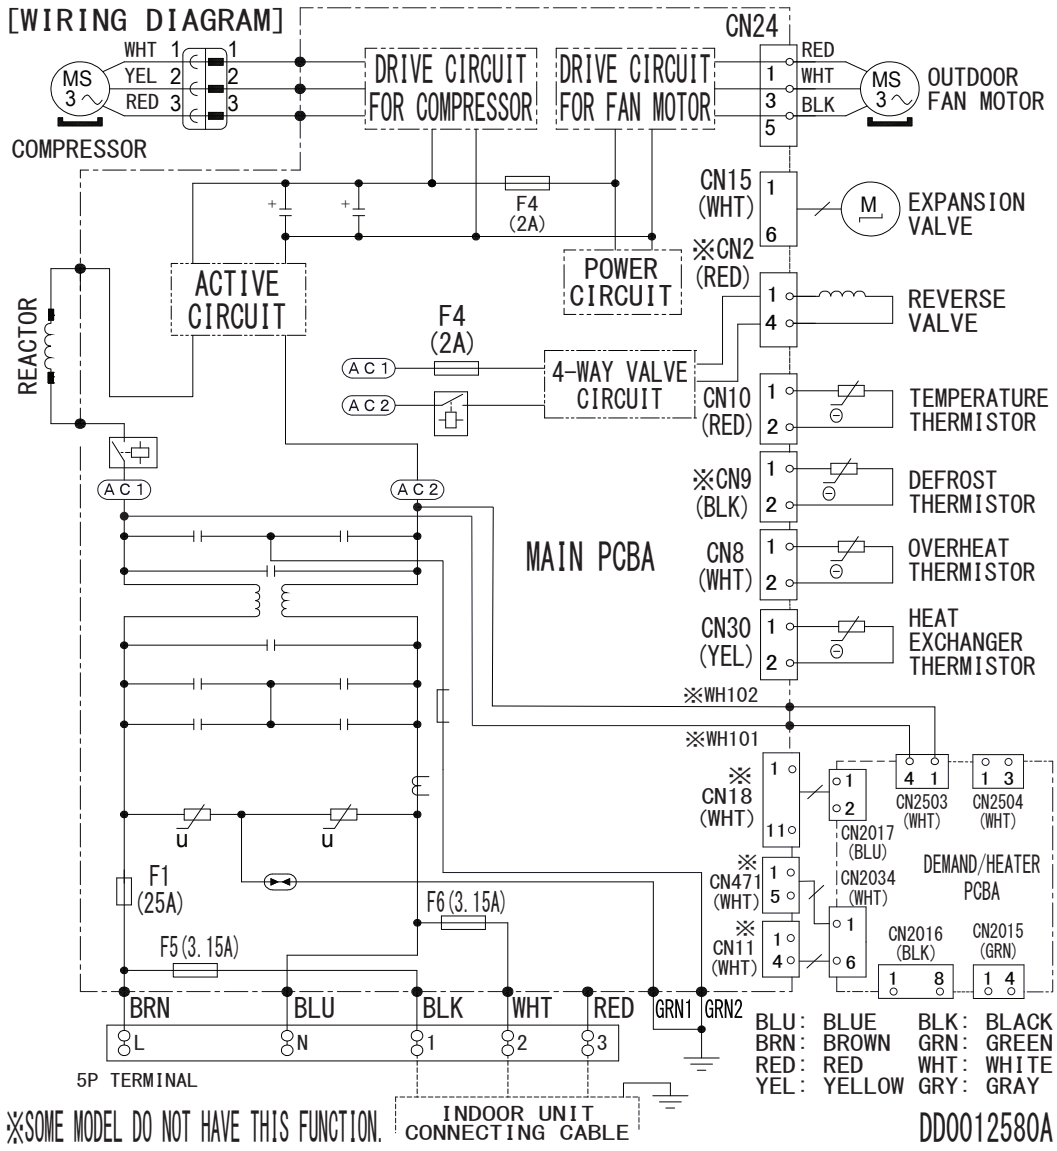 [WIRING DIAGRAM]
CN24
WHT 1 1
YEL 2 2
RED 3 3
MS
3
COMPRESSOR
DRIVE CIRCUIT
FOR COMPRESSOR
DRIVE CIRCUIT
FOR FAN MOTOR
1
3
5
RED
WHT
BLK
MS
3
OUTDOOR
FAN MOTOR
F4
(2A)
+
+
CN15
(WHT)
1
6
M
EXPANSION
VALVE
ACTIVE
CIRCUIT
POWER
CIRCUIT
※CN2
(RED)
1
4
REVERSE
VALVE
REACTOR
F4
(2A)
AC1
AC2
4-WAY VALVE
CIRCUIT
CN10
(RED)
1
2
TEMPERATURE
THERMISTOR
AC1
AC2
※CN9
(BLK)
1
2
DEFROST
THERMISTOR
MAIN PCBA
CN8
(WHT)
1
2
OVERHEAT
THERMISTOR
CN30
(YEL)
1
2
HEAT
EXCHANGER
THERMISTOR
※WH102
※WH101
※
CN18
(WHT)
1
11
1
2
CN2017
(BLU)
4 1
CN2503
(WHT)
1 3
CN2504
(WHT)
DEMAND/HEATER
PCBA
u
u
F1
(25A)
F5(3.15A)
F6(3.15A)
※
CN471
(WHT)
1
5
CN2034
(WHT)
1
6
※
CN11
(WHT)
1
4
CN2016
(BLK)
1 8
CN2015
(GRN)
1 4
BRN
BLU
BLK
WHT
RED
GRN1
GRN2
L
N
1
2
3
5P TERMINAL
INDOOR UNIT
CONNECTING CABLE
BLU: BLUE BLK: BLACK
BRN: BROWN GRN: GREEN
RED: RED WHT: WHITE
YEL: YELLOW GRY: GRAY
※SOME MODEL DO NOT HAVE THIS FUNCTION.
DD0012580A